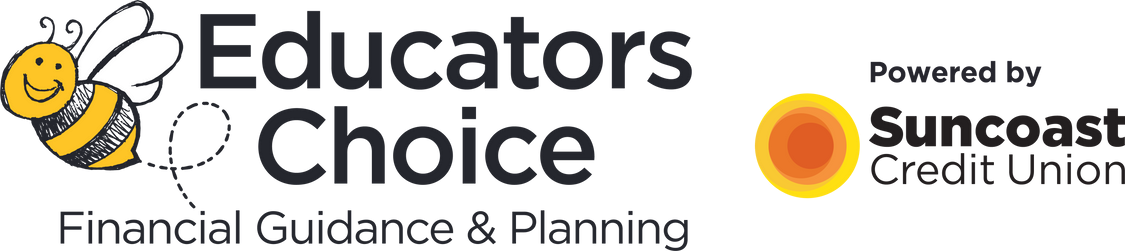 Educators
Choice
Financial Guidance & Planning
Powered by
Suncoast
Credit Union